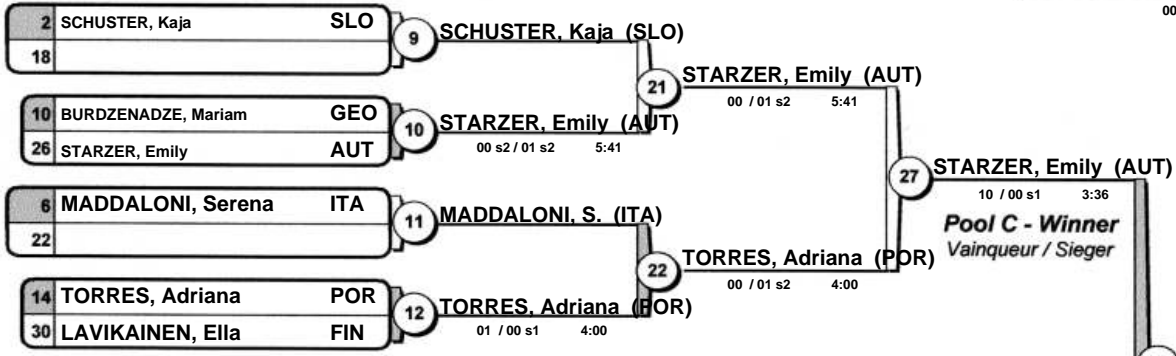 00
2 SCHUSTER, Kaja SLO
18
9 SCHUSTER, Kaja (SLO)
21 STARZER, Emily (AUT)
00 / 01 s2 5:41
10 BURDZENADZE, Mariam GEO
26 STARZER, Emily AUT
10 STARZER, Emily (AUT)
00 s2 / 01 s2 5:41
27 STARZER, Emily (AUT)
10 / 00 s1 3:36
Pool C - Winner
Vainqueur / Sieger
6 MADDALONI, Serena ITA
22
11 MADDALONI, S. (ITA)
22 TORRES, Adriana (POR)
00 / 01 s2 4:00
14 TORRES, Adriana POR
30 LAVIKAINEN, Ella FIN
12 TORRES, Adriana (POR)
01 / 00 s1 4:00